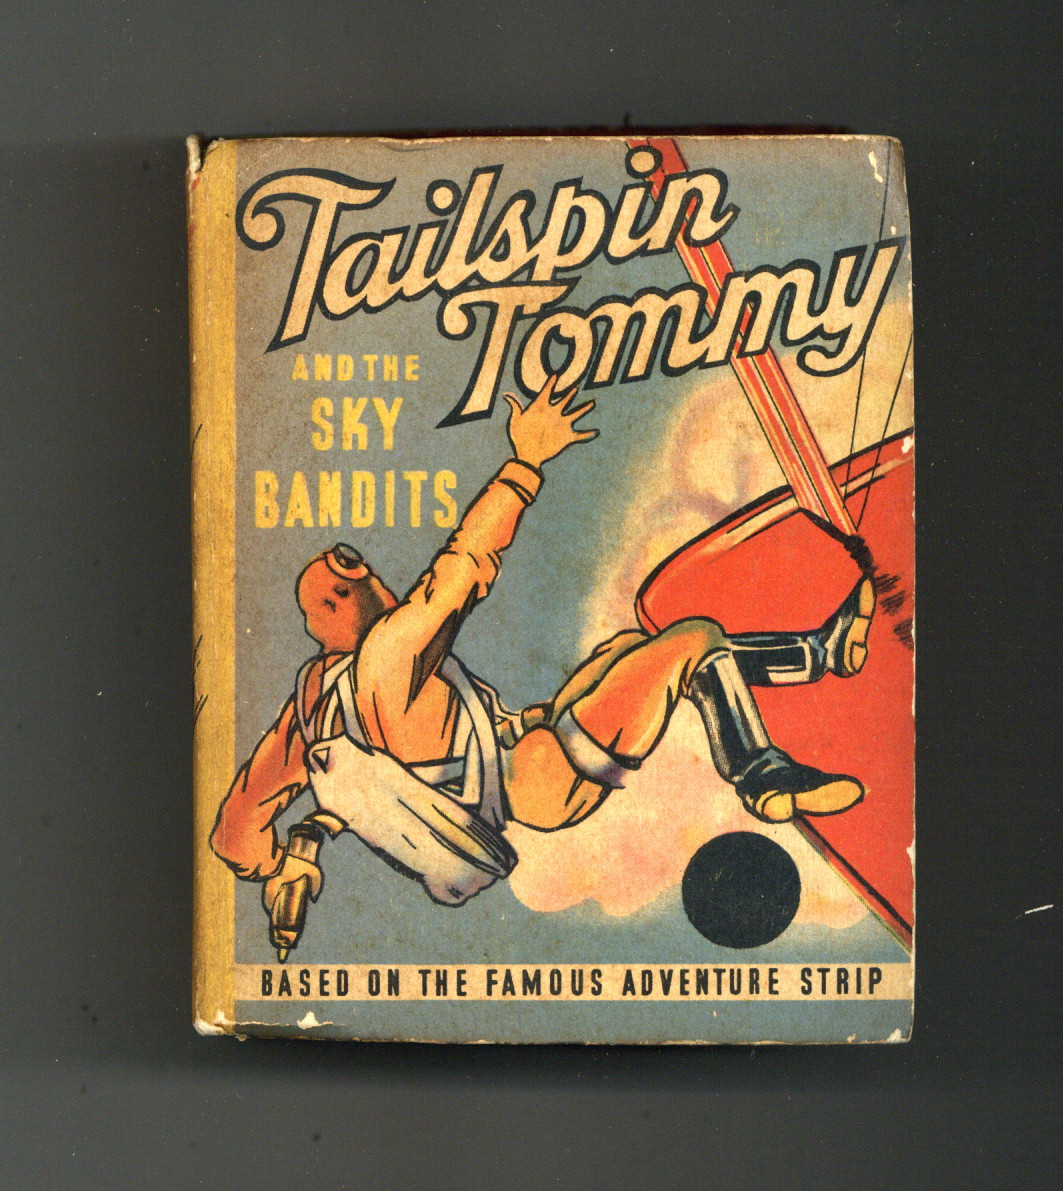 Tailspin
Tommy
AND THE
SKY
BANDITS
BASED ON THE FAMOUS ADVENTURE STRIP